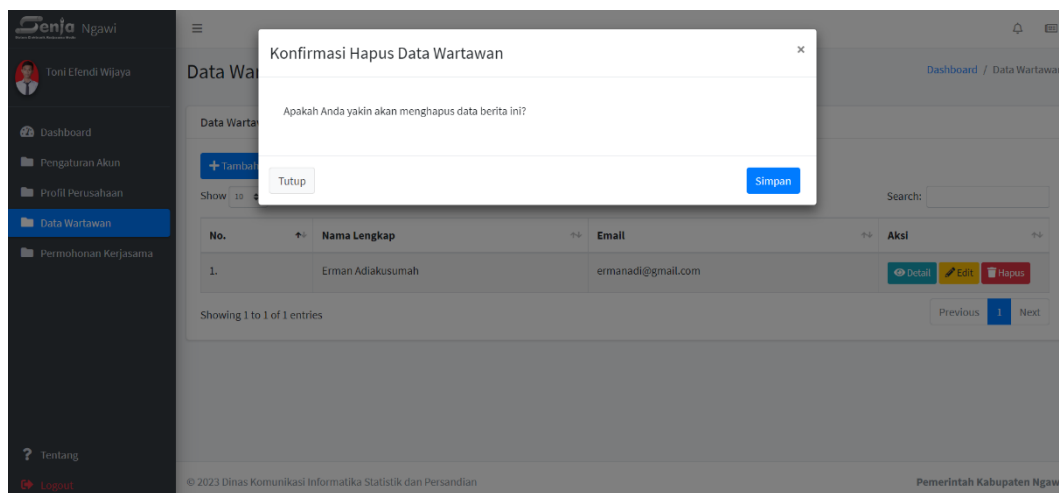 Senja Ngawi
Toni Efendi Wijaya
Dashboard
Pengaturan Akun
Profil Perusahaan
Data Wartawan
Permohonan Kerjasama
Tentang
Logout
Konfirmasi Hapus Data Wartawan ×
Apakah Anda yakin akan menghapus data berita ini?
Tutup Simpan
Data War
Dashboard / Data Wartawan
Data Warta
+ Tambah
Show 10
Search:
No. Nama Lengkap Email Aksi
1. Erman Adiakusumah ermanadi@gmail.com Detail Edit Hapus
Showing 1 to 1 of 1 entries
Previous 1 Next
© 2023 Dinas Komunikasi Informatika Statistik dan Persandian
Pemerintah Kabupaten Ngaw